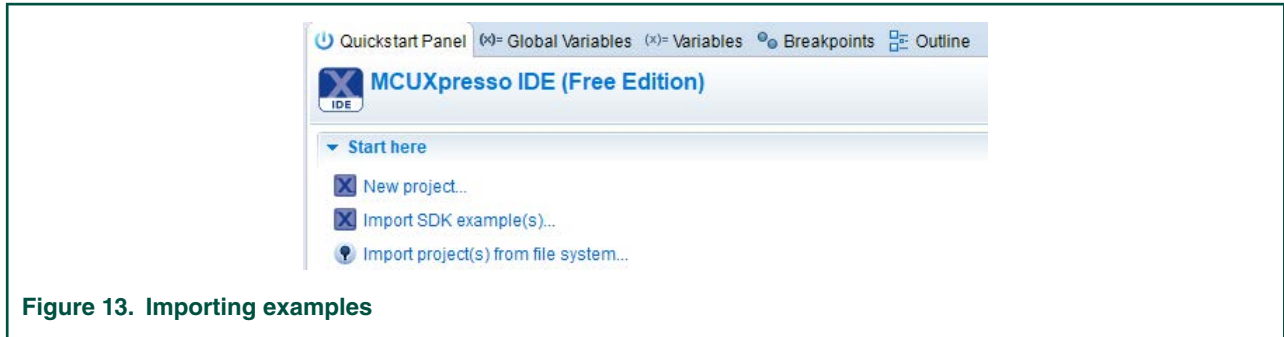 Quickstart Panel (x)= Global Variables (x)= Variables Breakpoints Outline
IDE
MCUXpresso IDE (Free Edition)
Start here
New project...
Import SDK example(s)...
Import project(s) from file system...
Figure 13. Importing examples